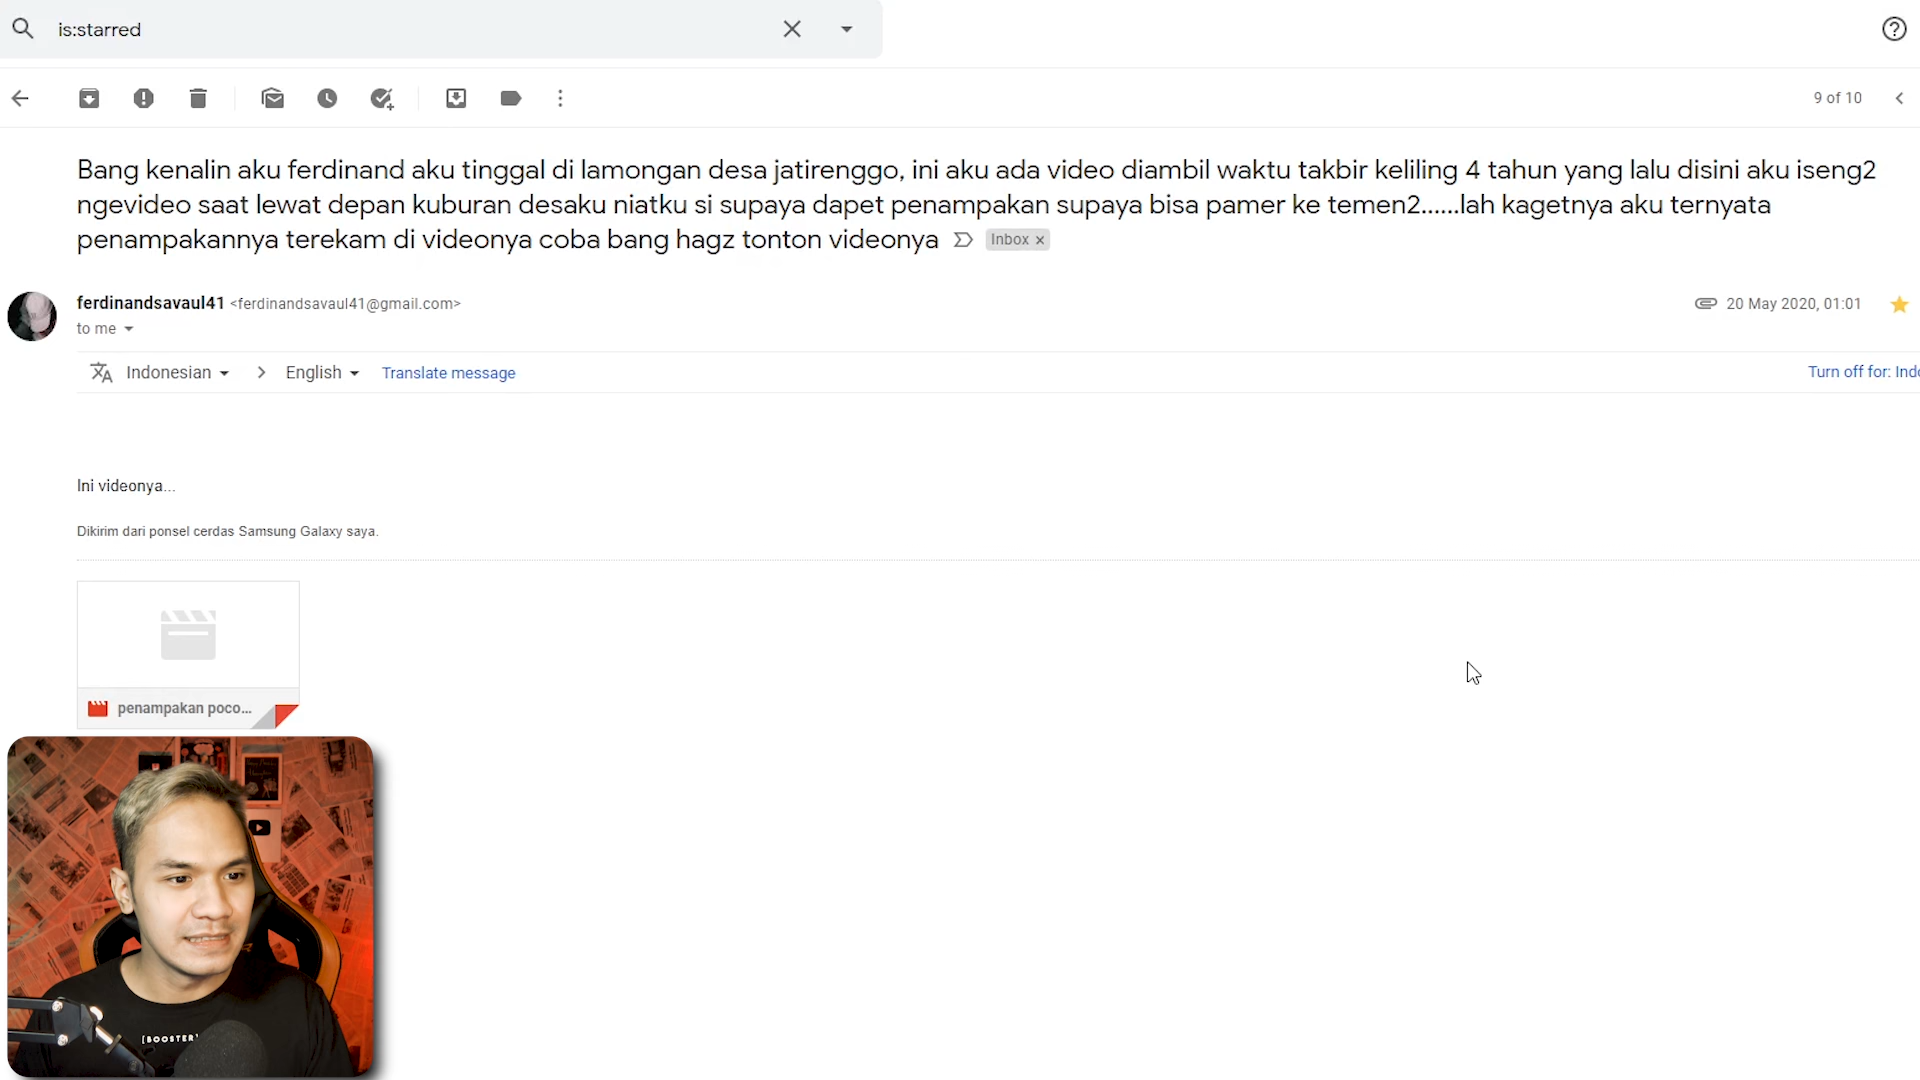 is:starred
9 of 10
Bang kenalin aku ferdinand aku tinggal di lamongan desa jatirenggo, ini aku ada video diambil waktu takbir keliling 4 tahun yang lalu disini aku iseng2
ngevideo saat lewat depan kuburan desaku niatku si supaya dapet penampakan supaya bisa pamer ke temen2......lah kagetnya aku ternyata
penampakannya terekam di videonya coba bang hagz tonton videonya Inbox ×
ferdinandsavaul41 <ferdinandsavaul41@gmail.com> 20 May 2020, 01:01
to me
Indonesian > English Translate message Turn off for: Indo
Ini videonya...
Dikirim dari ponsel cerdas Samsung Galaxy saya.
penampakan poco...
[BOOSTER]